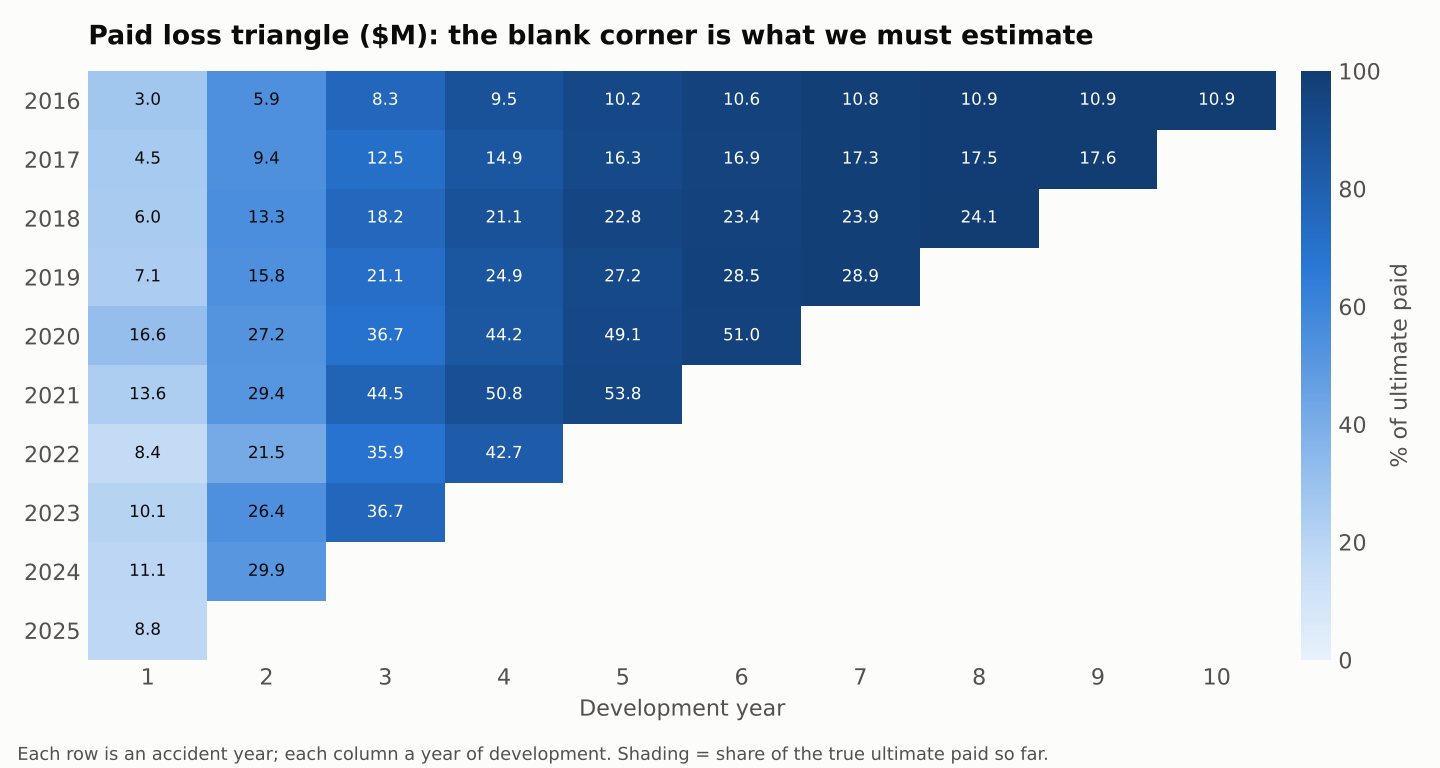 Paid loss triangle ($M): the blank corner is what we must estimate
2016 3.0 5.9 8.3 9.5 10.2 10.6 10.8 10.9 10.9 10.9
2017 4.5 9.4 12.5 14.9 16.3 16.9 17.3 17.5 17.6
2018 6.0 13.3 18.2 21.1 22.8 23.4 23.9 24.1
2019 7.1 15.8 21.1 24.9 27.2 28.5 28.9
2020 16.6 27.2 36.7 44.2 49.1 51.0
2021 13.6 29.4 44.5 50.8 53.8
2022 8.4 21.5 35.9 42.7
2023 10.1 26.4 36.7
2024 11.1 29.9
2025 8.8
1 2 3 4 5 6 7 8 9 10
Development year
100
80
60
40
20
0
% of ultimate paid
Each row is an accident year; each column a year of development. Shading = share of the true ultimate paid so far.